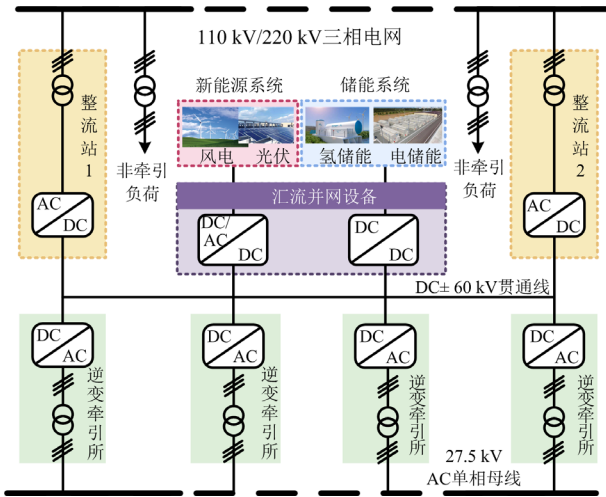 110 kV/220 kV三相电网
整流站1
非牵引
负荷
新能源系统
储能系统
风电
光伏
氢储能
电储能
非牵引
负荷
整流站2
汇流并网设备
AC
DC
DC/
AC
DC
DC
DC
AC
DC
DC± 60 kV贯通线
DC
AC
逆变牵引所
DC
AC
逆变牵引所
DC
AC
逆变牵引所
DC
AC
逆变牵引所
27.5 kV
AC单相母线